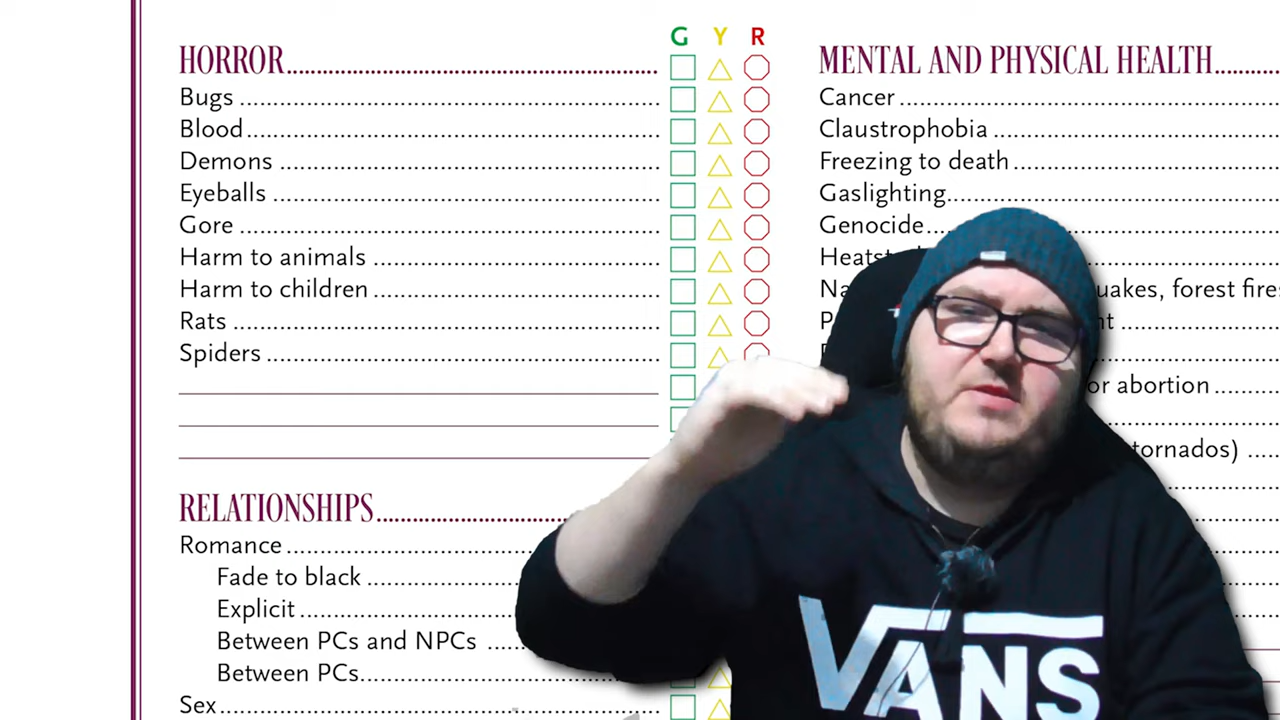 G Y R
HORROR
Bugs
Blood
Demons
Eyeballs
Gore
Harm to animals
Harm to children
Rats
Spiders
RELATIONSHIPS
Romance
Fade to black
Explicit
Between PCs and NPCs
Between PCs
Sex
MENTAL AND PHYSICAL HEALTH
Cancer
Claustrophobia
Freezing to death
Gaslighting
Genocide
forest
or abortion
tornados)
VANS